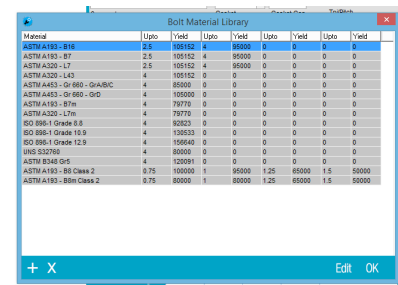 Bolt Material Library
Material Upto Yield Upto Yield Upto Yield Upto Yield
ASTM A193 - B16 2.5 105152 4 95000 0 0 0 0
ASTM A193 - B7 2.5 105152 4 95000 0 0 0 0
ASTM A320 - L7 2.5 105152 4 95000 0 0 0 0
ASTM A320 - L43 4 105152 0 0 0 0 0 0
ASTM A453 - Gr 660 - GrA/B/C 4 85000 0 0 0 0 0 0
ASTM A453 - Gr 660 - GrD 4 105000 0 0 0 0 0 0
ASTM A193 - B7m 4 79770 0 0 0 0 0 0
ASTM A320 - L7m 4 79770 0 0 0 0 0 0
ISO 898-1 Grade 8.8 4 92823 0 0 0 0 0 0
ISO 898-1 Grade 10.9 4 130533 0 0 0 0 0 0
ISO 898-1 Grade 12.9 4 156640 0 0 0 0 0 0
UNS S32760 4 80000 0 0 0 0 0 0
ASTM B348 Gr5 4 120091 0 0 0 0 0 0
ASTM A193 - B8 Class 2 0.75 100000 1 95000 1.25 65000 1.5 50000
ASTM A193 - B8m Class 2 0.75 80000 1 80000 1.25 65000 1.5 50000
+ X Edit OK